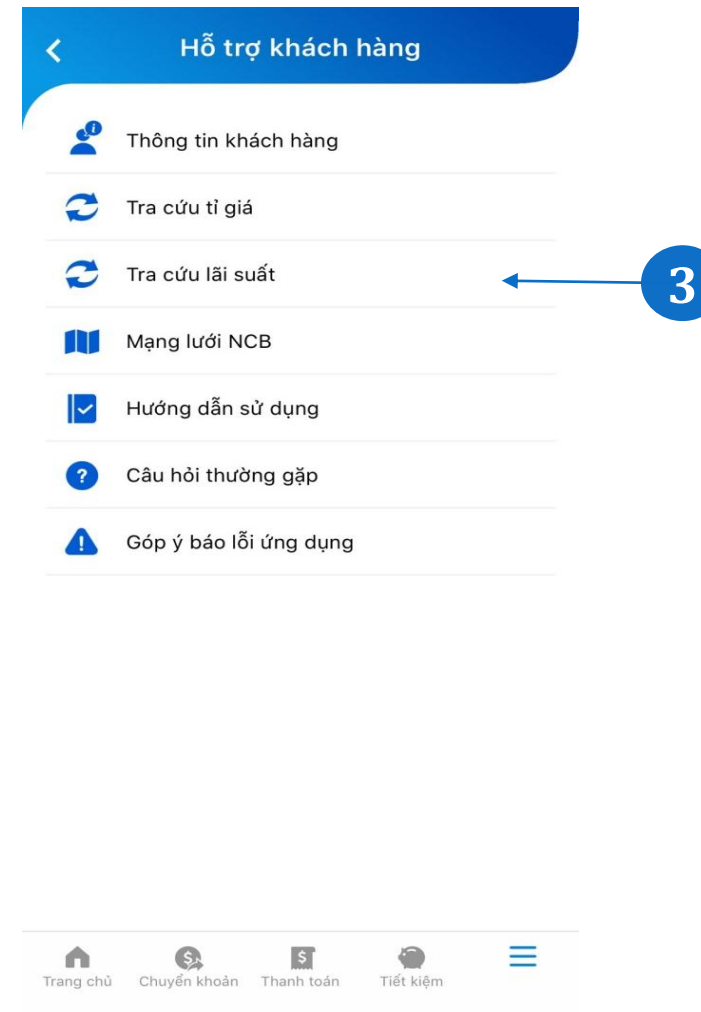 Hỗ trợ khách hàng
Thông tin khách hàng
Tra cứu tỉ giá
Tra cứu lãi suất
3
Mạng lưới NCB
Hướng dẫn sử dụng
Câu hỏi thường gặp
Góp ý báo lỗi ứng dụng
Trang chủ Chuyển khoản Thanh toán Tiết kiệm